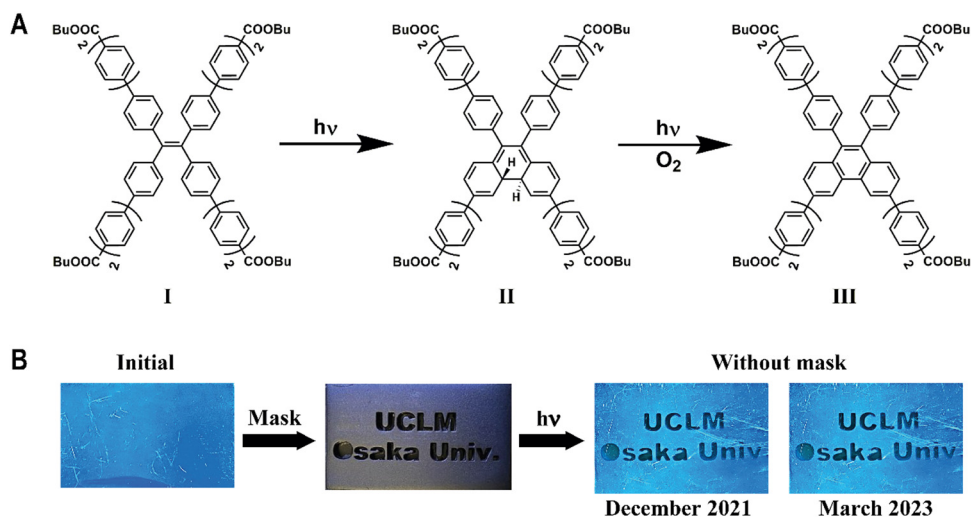 A
BuOOC COOBu BuOOC COOBu BuOOC COOBu
2 2 2 2 2 2
hν hν
H O2
H
2 2 2 2 2 2
BuOOC COOBu BuOOC COOBu BuOOC COOBu
I II III
B
Initial Without mask
Mask hν
UCLM
Osaka Univ.
UCLM
Osaka Univ
UCLM
Osaka Univ
December 2021 March 2023